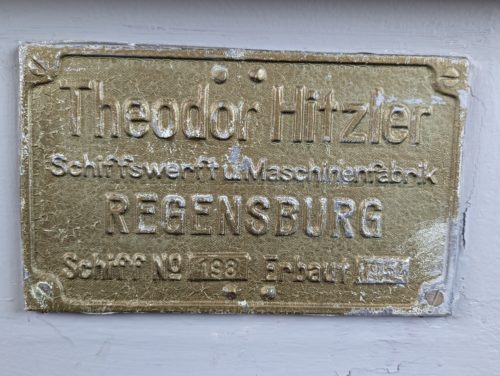 Theodor Hitzler
Schiffswerft u. Maschinenfabrik
REGENSBURG
Schiff No 198 Erbaut